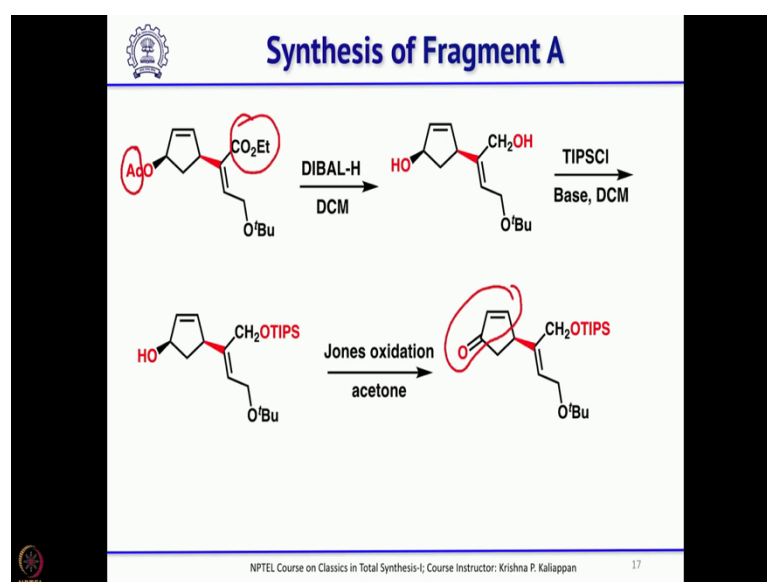 Synthesis of Fragment A
AcO
CO₂Et
OᵗBu
DIBAL-H
DCM
HO
CH₂OH
OᵗBu
TIPSCl
Base, DCM
HO
CH₂OTIPS
OᵗBu
Jones oxidation
acetone
O
CH₂OTIPS
OᵗBu
NPTEL Course on Classics in Total Synthesis-I; Course Instructor: Krishna P. Kaliappan
17